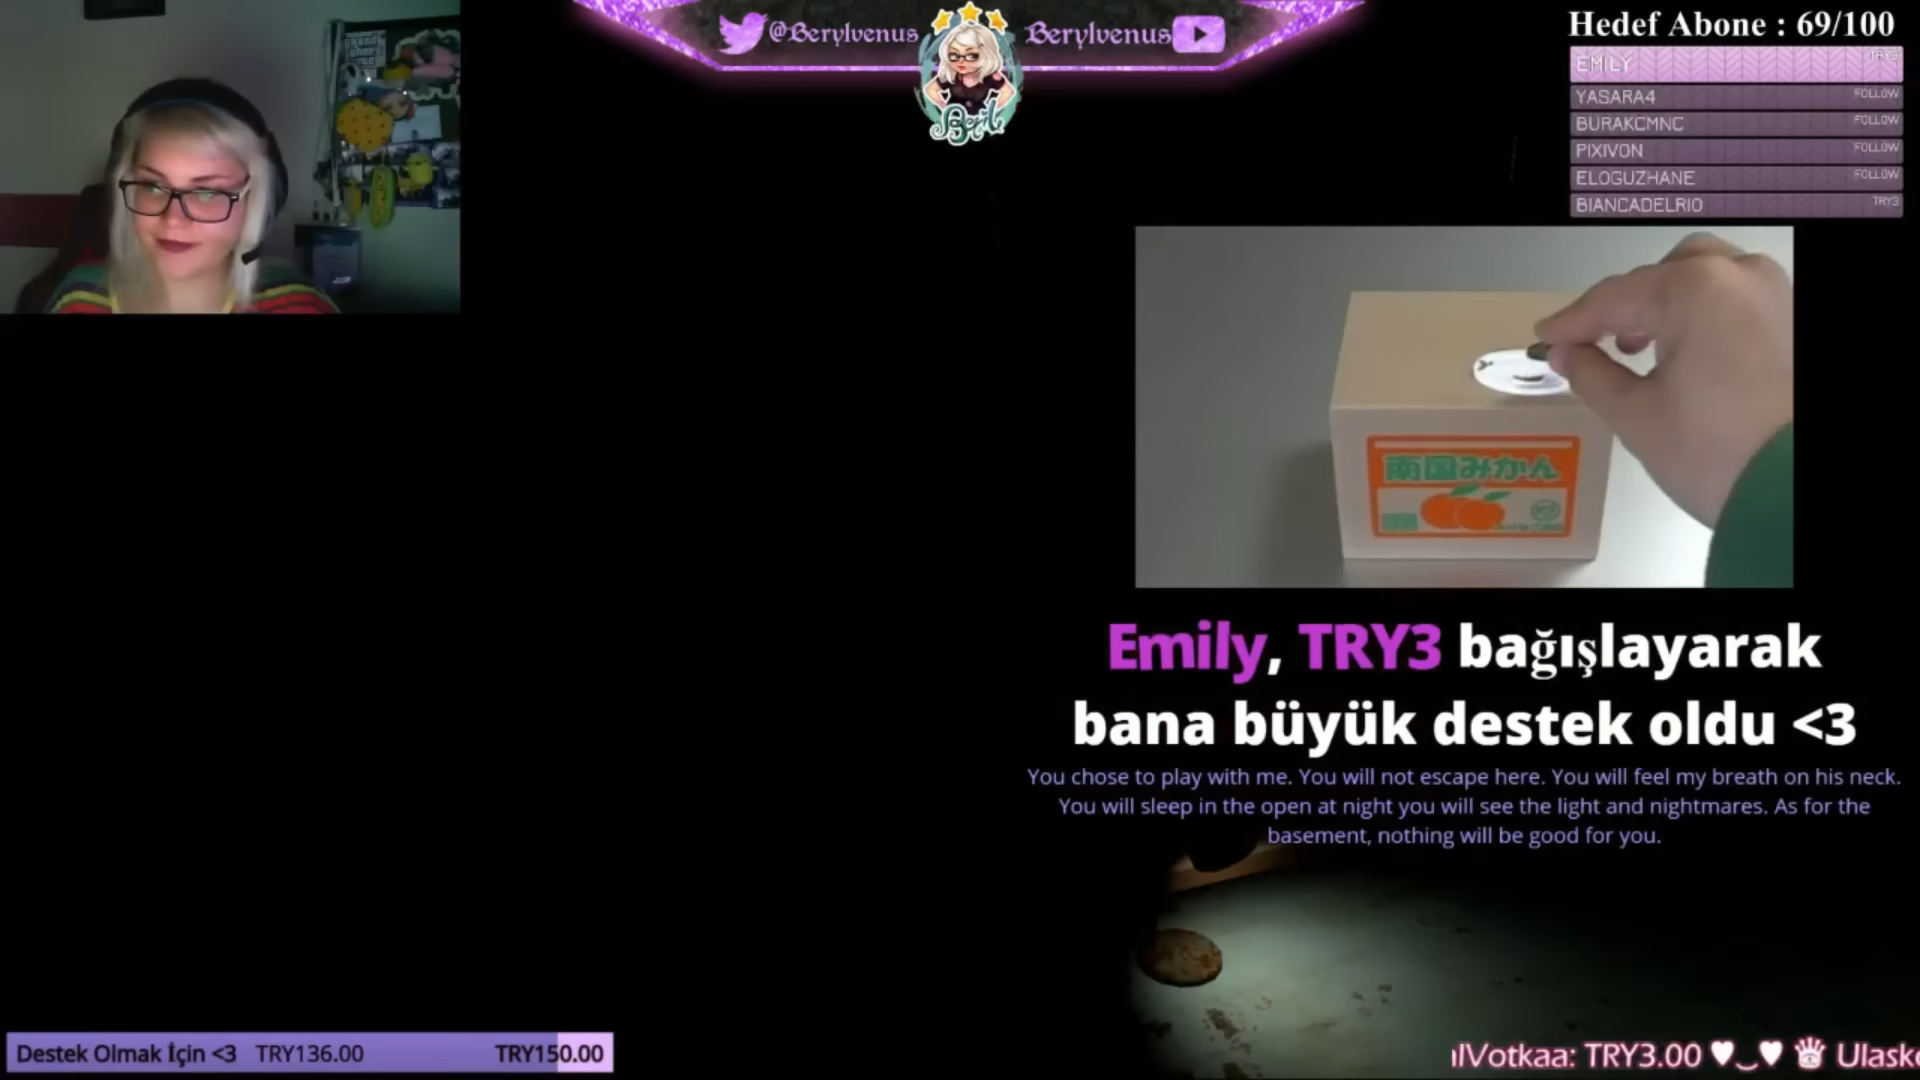 @Berylvenus
Berylvenus
Beril
Hedef Abone : 69/100
EMILY TRY3
YASARA4 FOLLOW
BURAKCMNC FOLLOW
PIXIVON FOLLOW
ELOGUZHANE FOLLOW
BIANCADELRIO TRY3
南国みかん
Emily, TRY3 bağışlayarak
bana büyük destek oldu <3
You chose to play with me. You will not escape here. You will feel my breath on his neck.
You will sleep in the open at night you will see the light and nightmares. As for the
basement, nothing will be good for you.
Destek Olmak İçin <3 TRY136.00 TRY150.00
lVotkaa: TRY3.00 ♥‿♥ Ulask